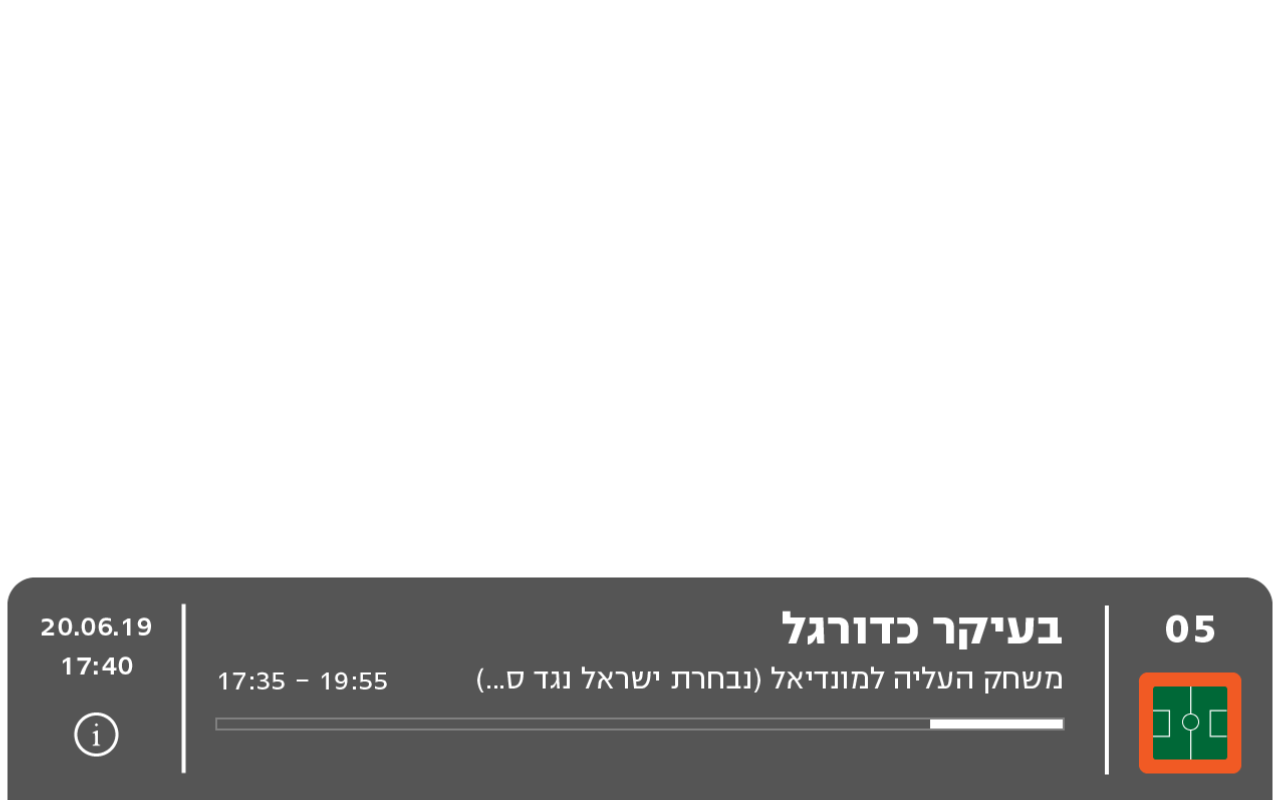 05
בעיקר כדורגל
משחק העליה למונדיאל (נבחרת ישראל נגד ס...)
17:35 – 19:55
20.06.19
17:40
i